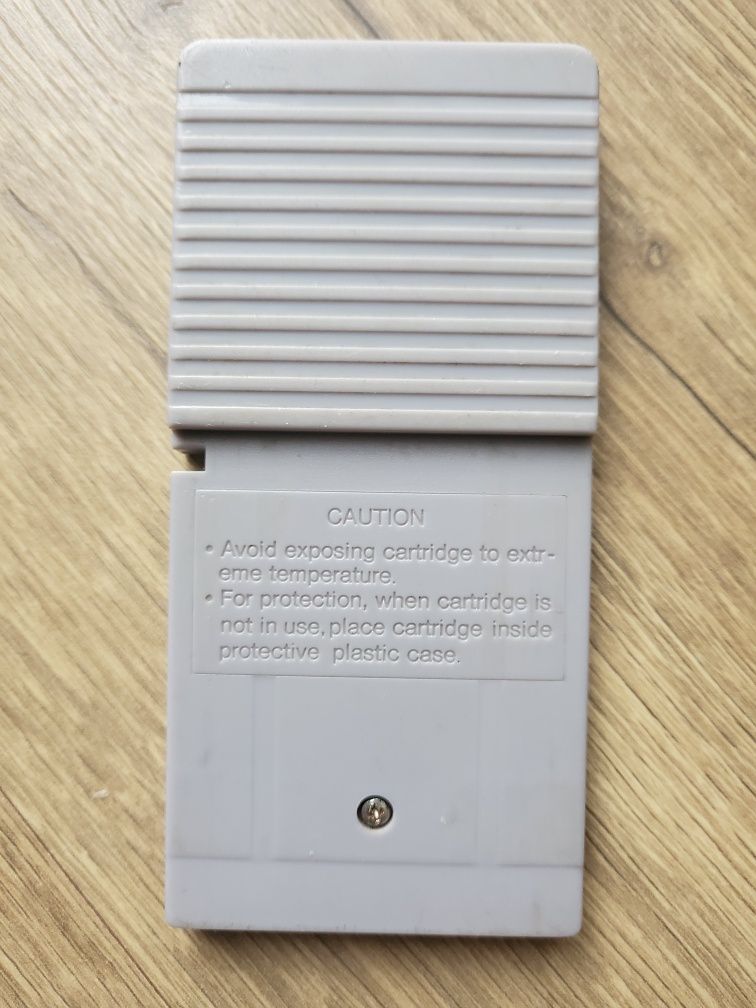 CAUTION
• Avoid exposing cartridge to extr-
eme temperature.
• For protection, when cartridge is
not in use, place cartridge inside
protective plastic case.